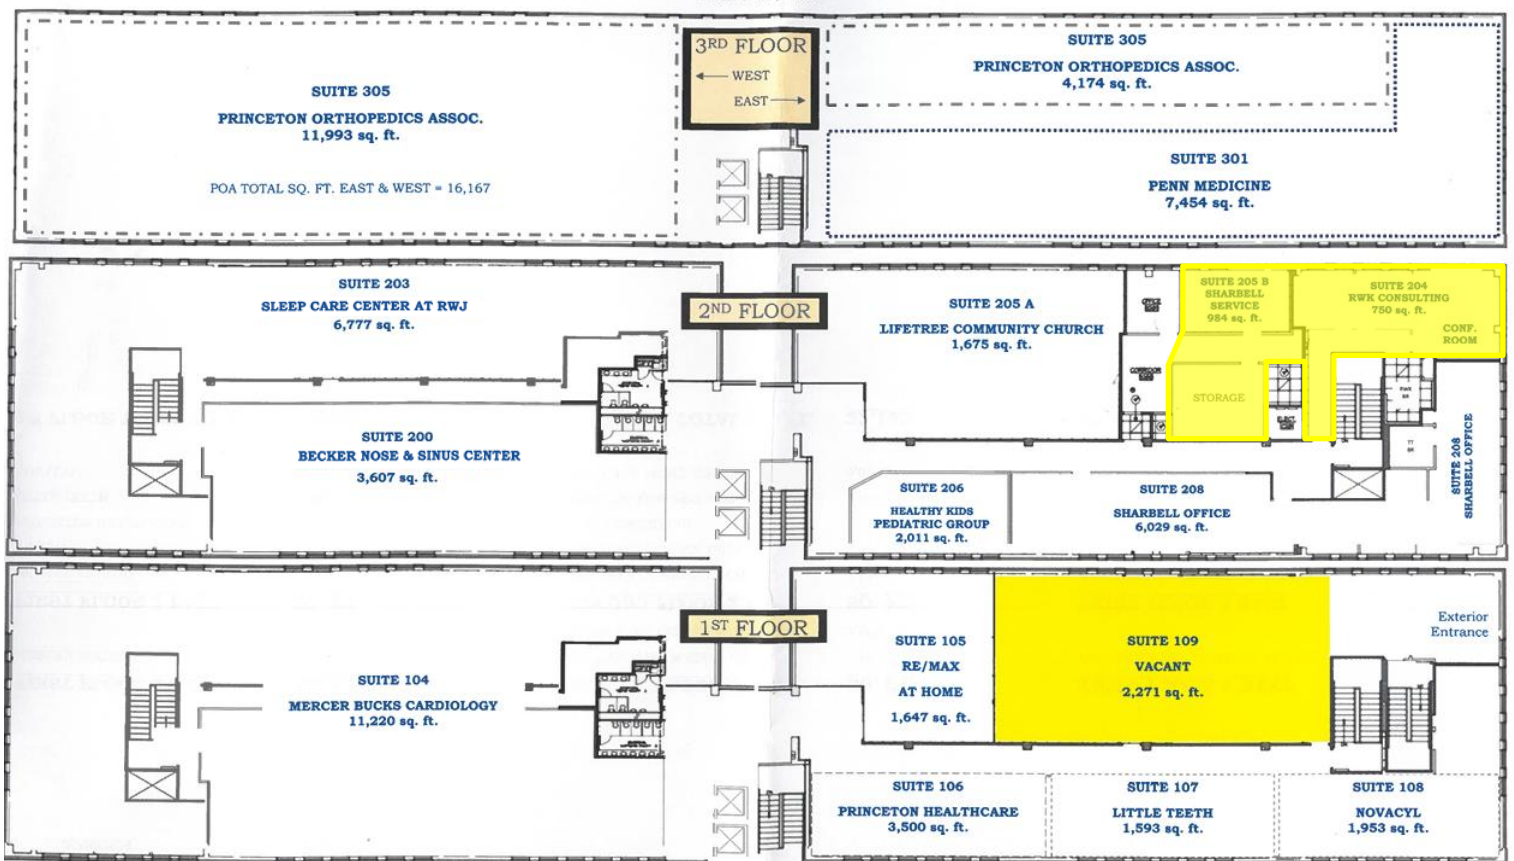 3RD FLOOR
WEST
EAST
SUITE 305
PRINCETON ORTHOPEDICS ASSOC.
11,993 sq. ft.
POA TOTAL SQ. FT. EAST & WEST = 16,167
SUITE 305
PRINCETON ORTHOPEDICS ASSOC.
4,174 sq. ft.
SUITE 301
PENN MEDICINE
7,454 sq. ft.
2ND FLOOR
SUITE 203
SLEEP CARE CENTER AT RWJ
6,777 sq. ft.
SUITE 200
BECKER NOSE & SINUS CENTER
3,607 sq. ft.
SUITE 205 A
LIFETREE COMMUNITY CHURCH
1,675 sq. ft.
SUITE 205 B
SHARBELL
SERVICE
984 sq. ft.
SUITE 204
RWK CONSULTING
750 sq. ft.
CONF.
ROOM
STORAGE
SUITE 206
HEALTHY KIDS
PEDIATRIC GROUP
2,011 sq. ft.
SUITE 208
SHARBELL OFFICE
6,029 sq. ft.
SUITE 208
SHARBELL OFFICE
1ST FLOOR
SUITE 104
MERCER BUCKS CARDIOLOGY
11,220 sq. ft.
SUITE 105
RE/MAX
AT HOME
1,647 sq. ft.
SUITE 109
VACANT
2,271 sq. ft.
Exterior
Entrance
SUITE 106
PRINCETON HEALTHCARE
3,500 sq. ft.
SUITE 107
LITTLE TEETH
1,593 sq. ft.
SUITE 108
NOVACYL
1,953 sq. ft.